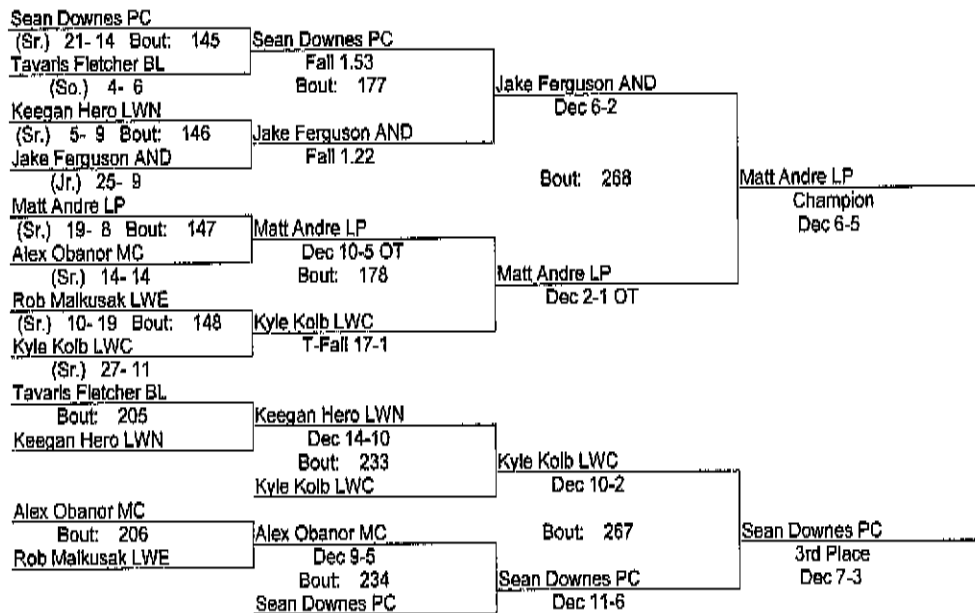 Sean Downes PC
(Sr.) 21- 14 Bout: 145
Tavaris Fletcher BL
(So.) 4- 6
Keegan Hero LWN
(Sr.) 5- 9 Bout: 146
Jake Ferguson AND
(Jr.) 25- 9
Matt Andre LP
(Sr.) 19- 8 Bout: 147
Alex Obanor MC
(Sr.) 14- 14
Rob Malkusak LWE
(Sr.) 10- 19 Bout: 148
Kyle Kolb LWC
(Sr.) 27- 11
Sean Downes PC
Fall 1.53
Bout: 177
Jake Ferguson AND
Fall 1.22
Matt Andre LP
Dec 10-5 OT
Bout: 178
Kyle Kolb LWC
T-Fall 17-1
Jake Ferguson AND
Dec 6-2
Bout: 268
Matt Andre LP
Dec 2-1 OT
Matt Andre LP
Champion
Dec 6-5
Tavaris Fletcher BL
Bout: 205
Keegan Hero LWN
Alex Obanor MC
Bout: 206
Rob Malkusak LWE
Keegan Hero LWN
Dec 14-10
Bout: 233
Kyle Kolb LWC
Alex Obanor MC
Dec 9-5
Bout: 234
Sean Downes PC
Kyle Kolb LWC
Dec 10-2
Bout: 267
Sean Downes PC
Dec 11-6
Sean Downes PC
3rd Place
Dec 7-3